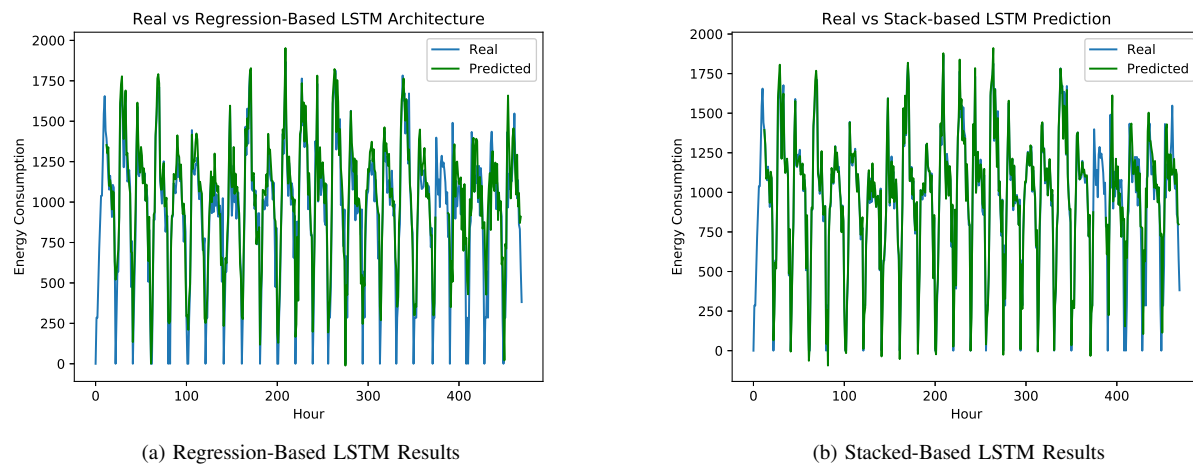 Real vs Regression-Based LSTM Architecture
Real
Predicted
2000
1750
1500
1250
1000
750
500
250
0
Energy Consumption
0 100 200 300 400
Hour
(a) Regression-Based LSTM Results
Real vs Stack-based LSTM Prediction
Real
Predicted
2000
1750
1500
1250
1000
750
500
250
0
Energy Consumption
0 100 200 300 400
Hour
(b) Stacked-Based LSTM Results